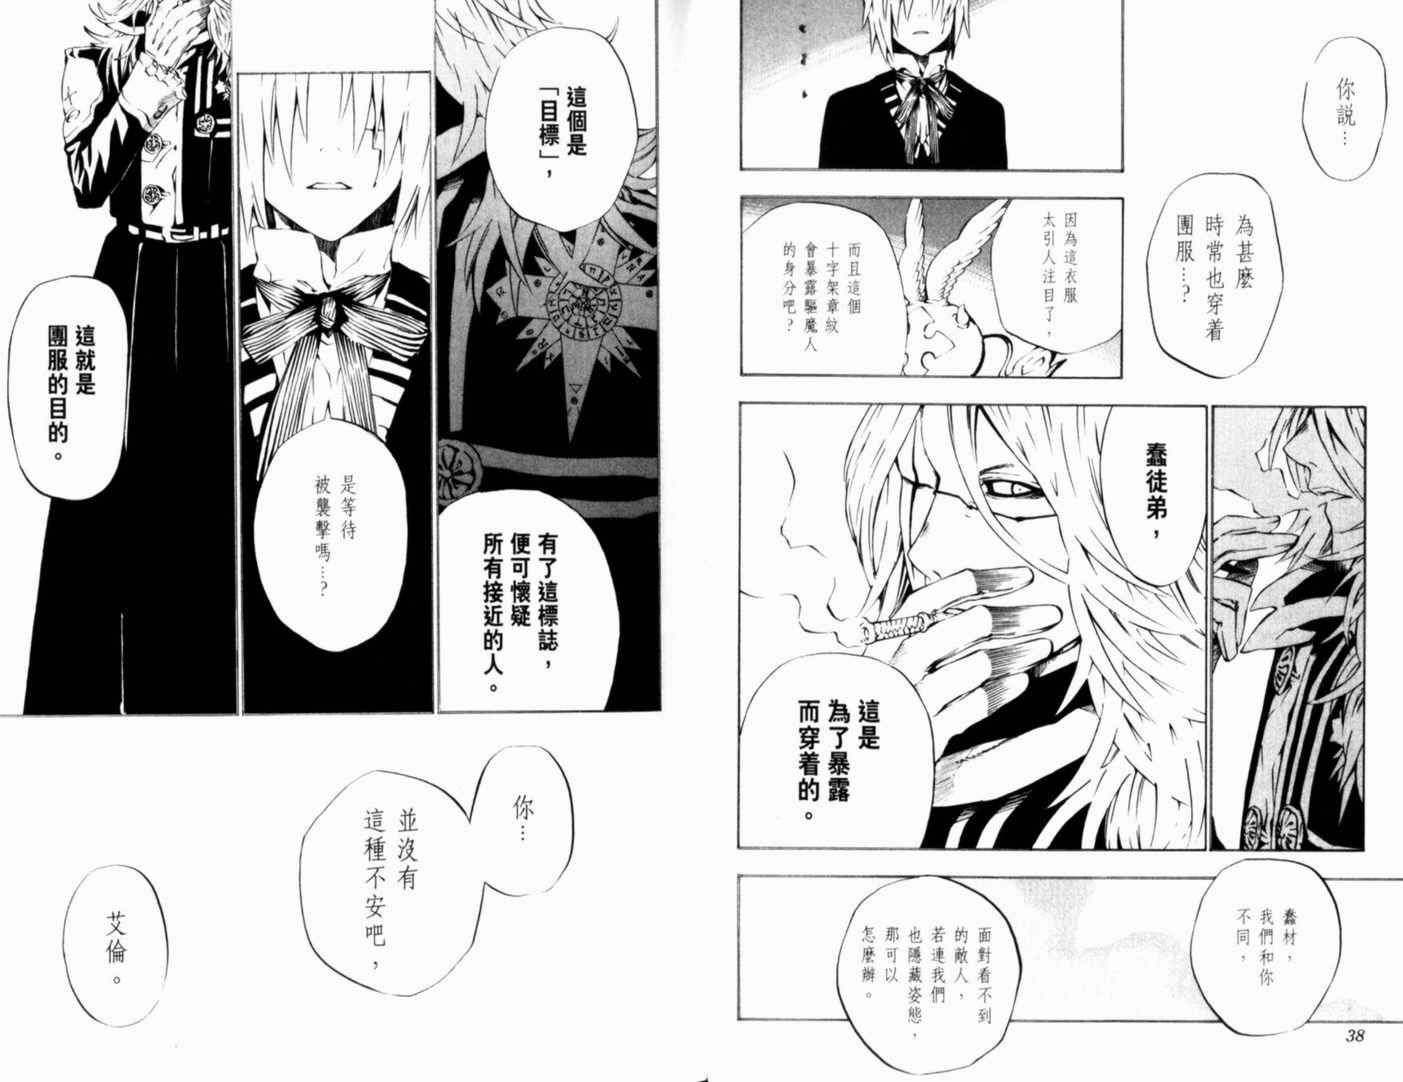 你説…
為甚麼
時常也穿着
團服…?
因為這衣服
太引人注目了，
而且這個
十字架章紋
會暴露驅魔人
的身分吧?
蠢徒弟，
這是
為了暴露
而穿着的。
蠢材，
我們和你
不同，
面對看不到
的敵人，
若連我們
也隱藏姿態，
那可以
怎麼辦。
38
這個是
「目標」，
有了這標誌，
便可懷疑
所有接近的人。
是等待
被襲擊嗎…?
這就是
團服的目的。
你…
並沒有
這種不安吧，
艾倫。